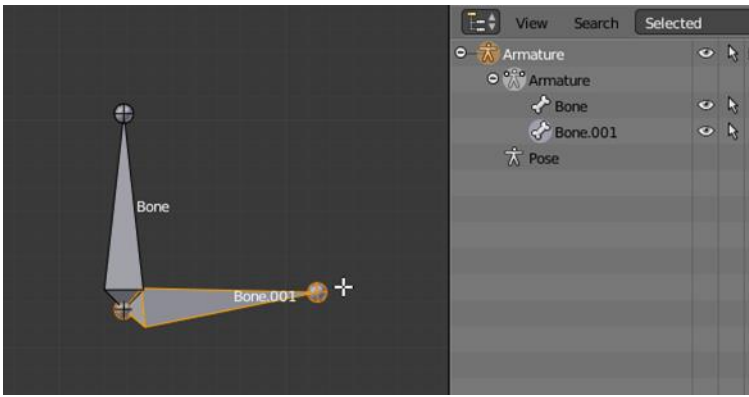 View Search Selected
Armature
Armature
Bone
Bone.001
Pose
Bone
Bone.001